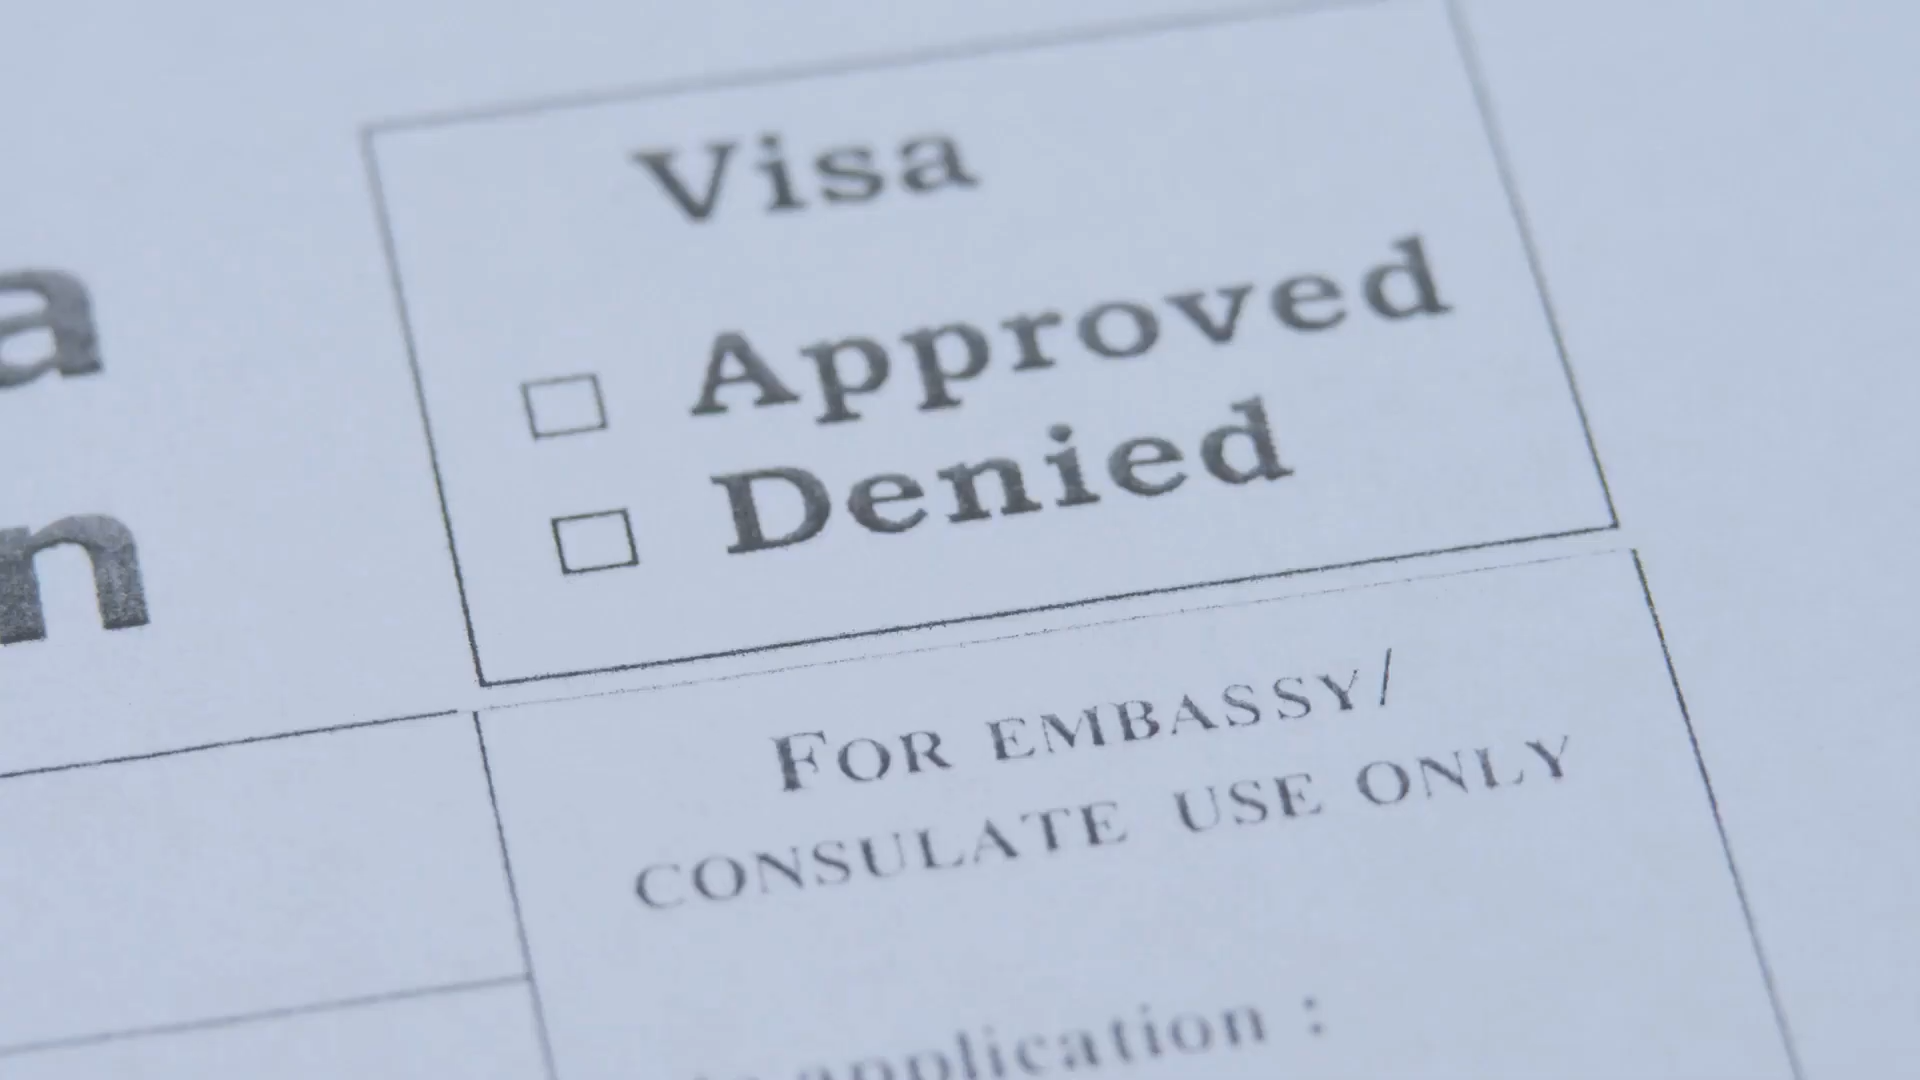 a
n
Visa
Approved
Denied
For embassy/
consulate use only
application :